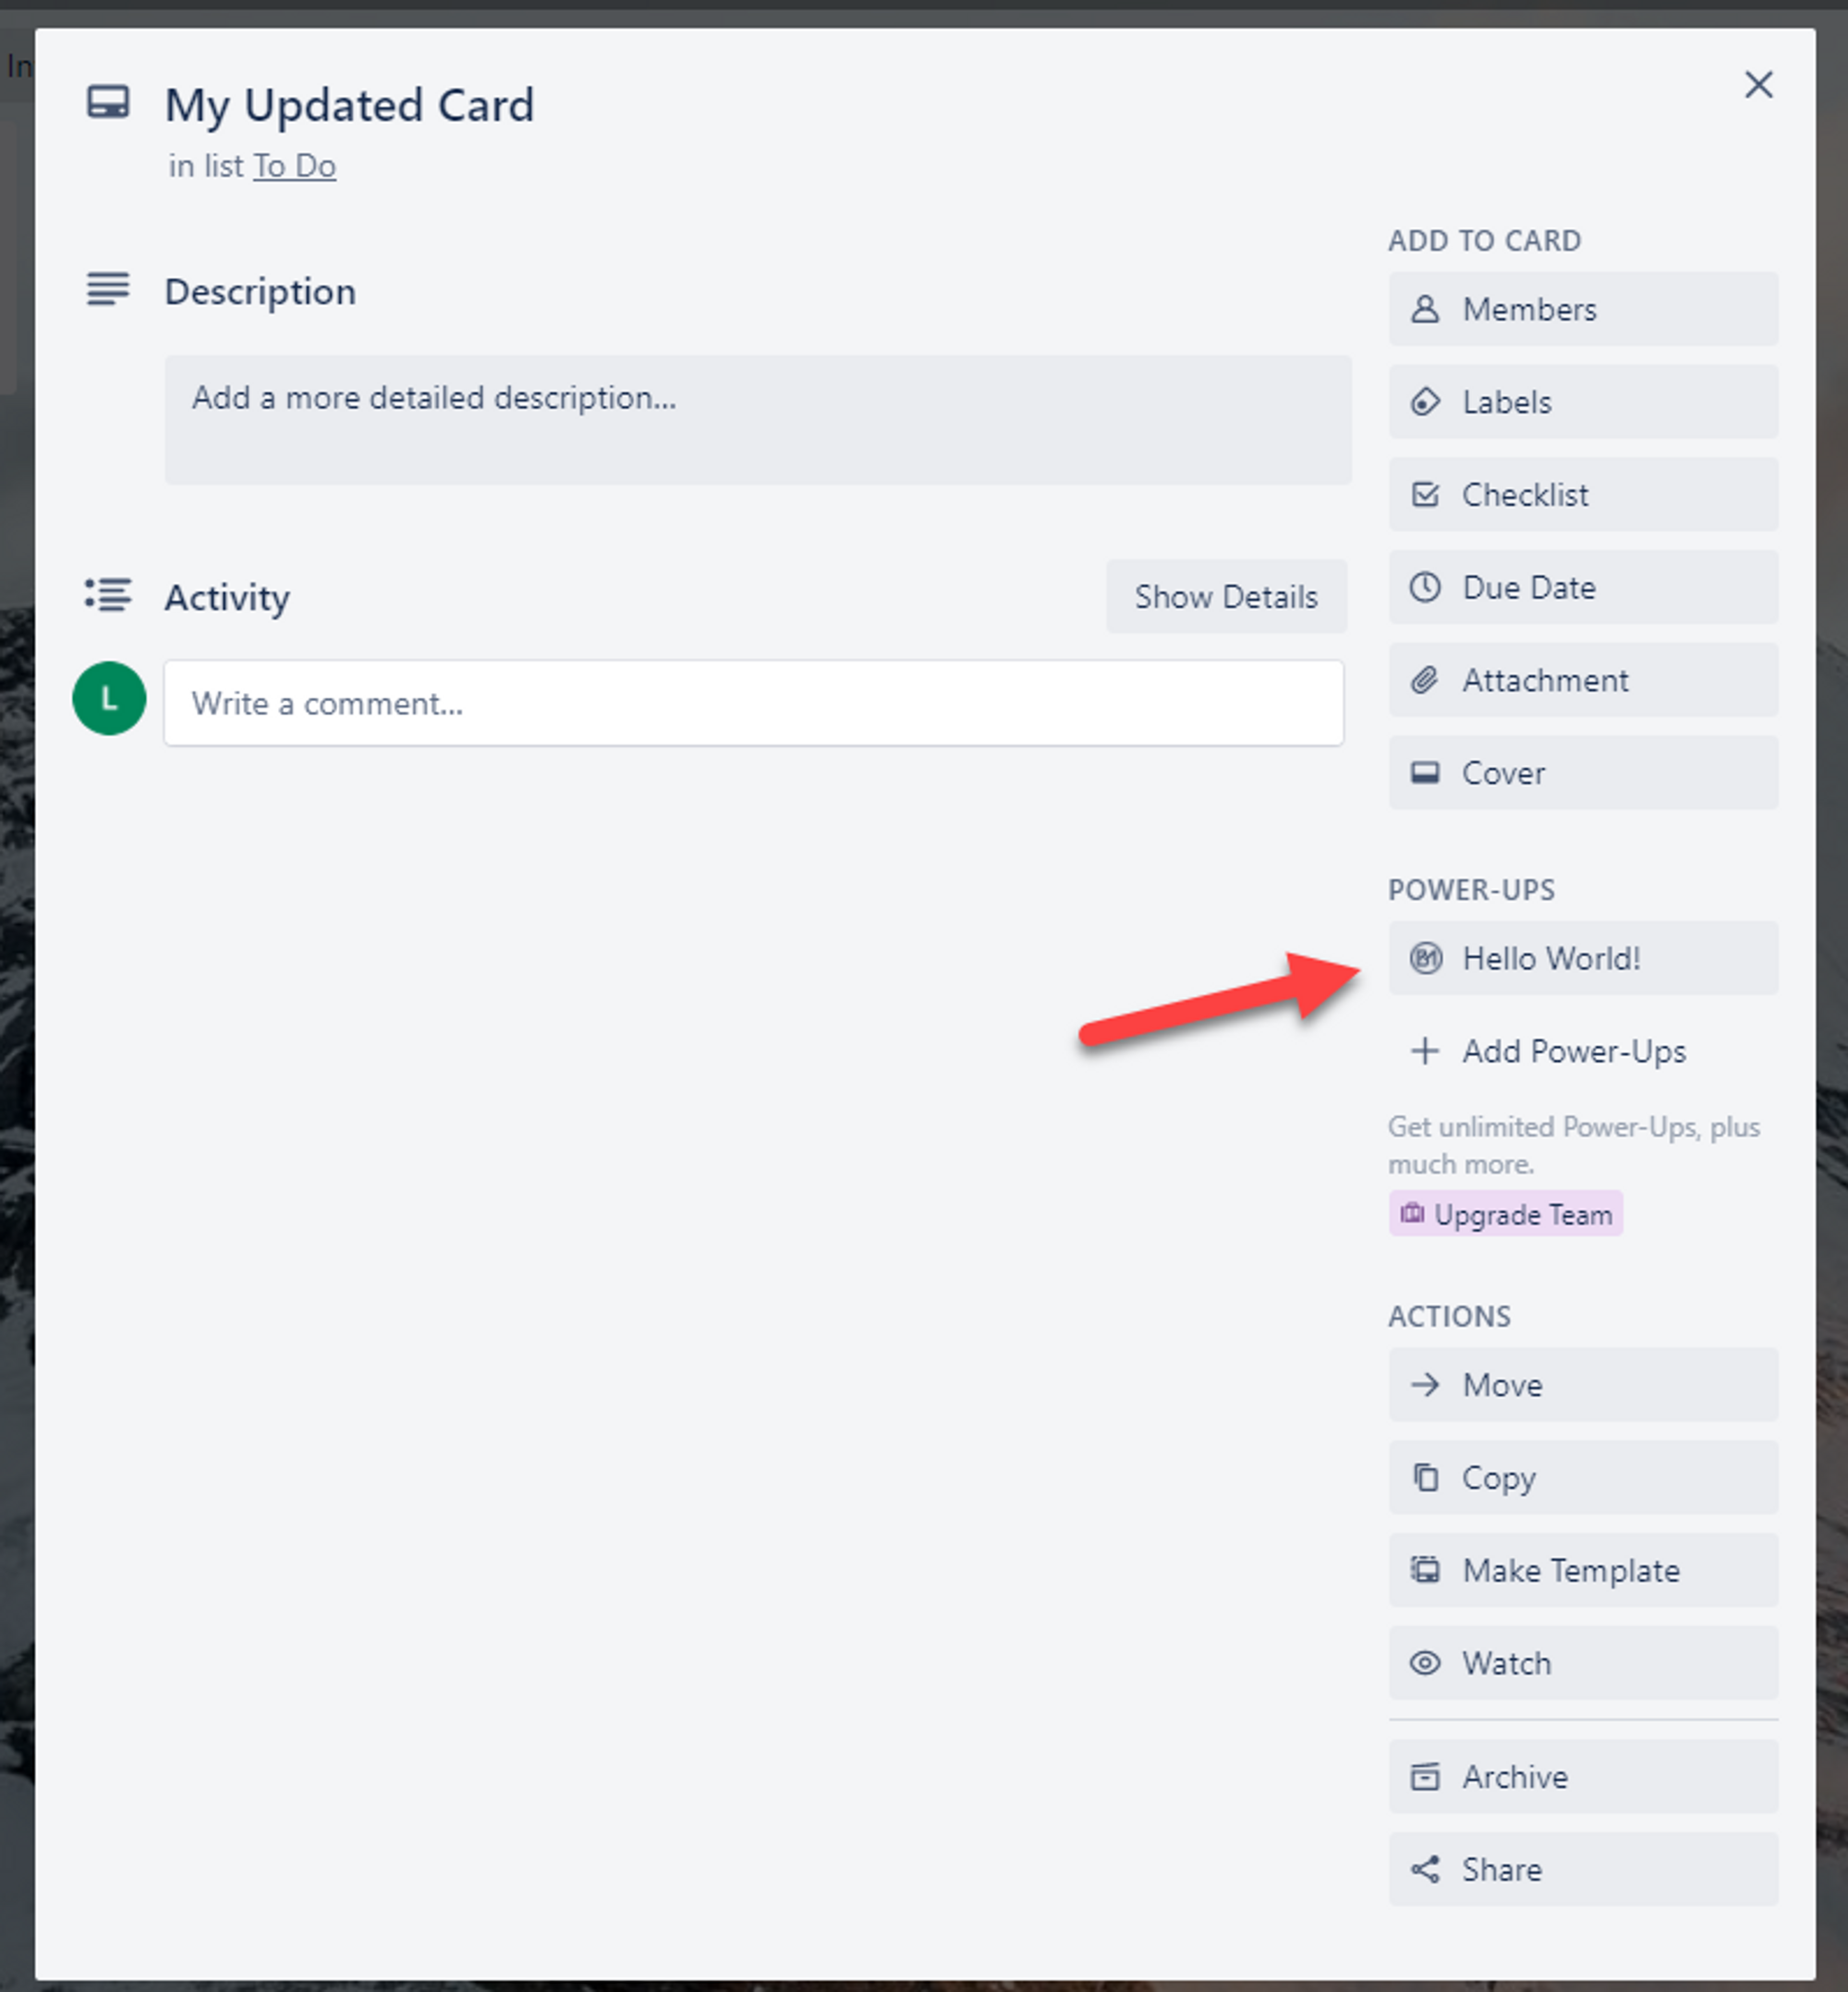 In
My Updated Card
in list To Do
Description
Add a more detailed description...
Activity
Show Details
L
Write a comment...
ADD TO CARD
Members
Labels
Checklist
Due Date
Attachment
Cover
POWER-UPS
Hello World!
Add Power-Ups
Get unlimited Power-Ups, plus
much more.
Upgrade Team
ACTIONS
Move
Copy
Make Template
Watch
Archive
Share